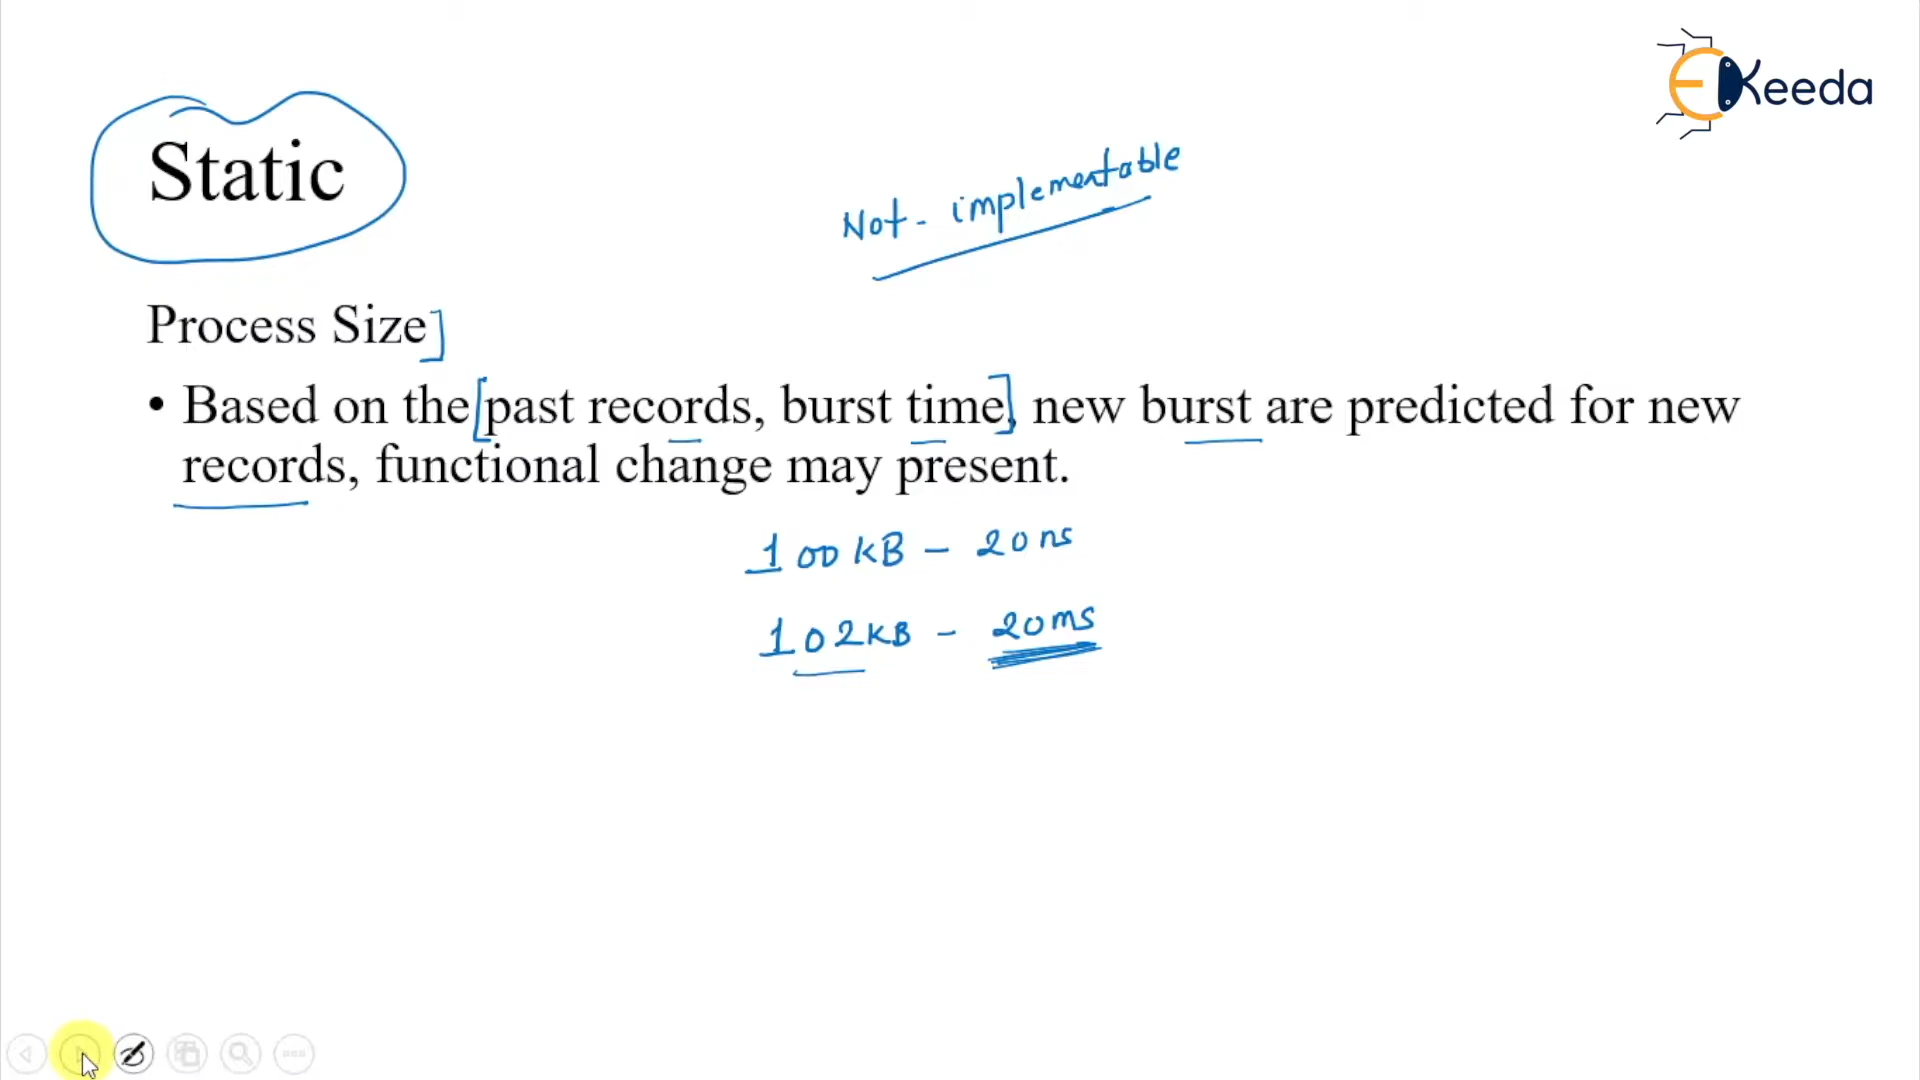 EKeeda
Static
Not - implementable
Process Size]
• Based on the [past records, burst time,] new burst are predicted for new
records, functional change may present.
100 KB - 20 ns
102 KB - 20 ms